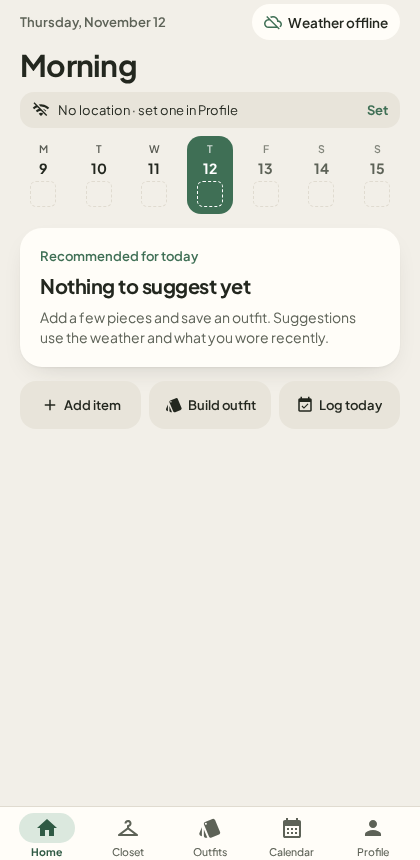 Thursday, November 12
Weather offline
Morning
No location · set one in Profile
Set
M T W T F S S
9 10 11 12 13 14 15
Recommended for today
Nothing to suggest yet
Add a few pieces and save an outfit. Suggestions
use the weather and what you wore recently.
Add item
Build outfit
Log today
Home
Closet
Outfits
Calendar
Profile